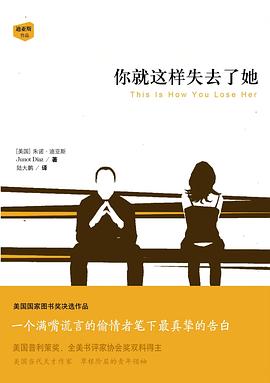 迪亚斯
作品
你就这样失去了她
This Is How You Lose Her
[美国] 朱诺·迪亚斯
Junot Díaz / 著
陆大鹏 / 译
美国国家图书奖决选作品
一个满嘴谎言的偷情者笔下最真挚的告白
美国普利策奖、全美书评家协会奖双料得主
美国当代天才作家 草根阶层的青年领袖